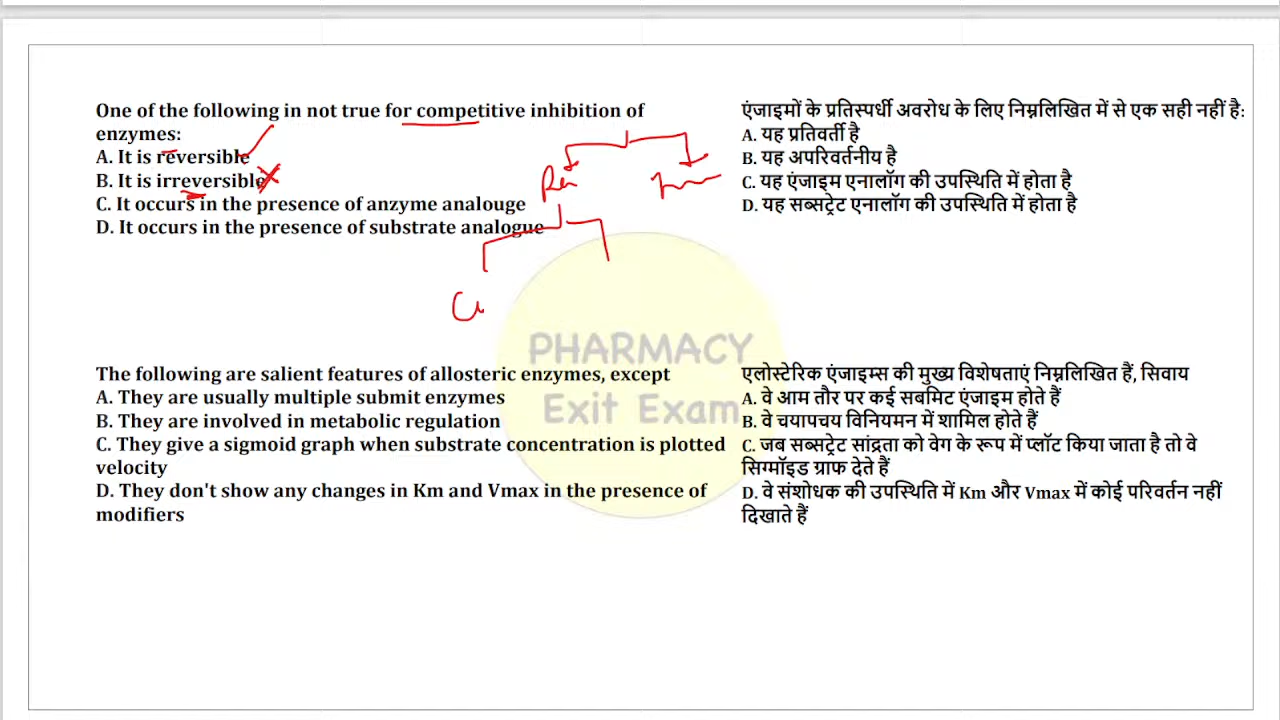 One of the following in not true for competitive inhibition of
enzymes:
A. It is reversible
B. It is irreversible
C. It occurs in the presence of anzyme analouge
D. It occurs in the presence of substrate analogue
एंजाइमों के प्रतिस्पर्धी अवरोध के लिए निम्नलिखित में से एक सही नहीं है:
A. यह प्रतिवर्ती है
B. यह अपरिवर्तनीय है
C. यह एंजाइम एनालॉग की उपस्थिति में होता है
D. यह सब्सट्रेट एनालॉग की उपस्थिति में होता है
PHARMACY
Exit Exam
The following are salient features of allosteric enzymes, except
A. They are usually multiple submit enzymes
B. They are involved in metabolic regulation
C. They give a sigmoid graph when substrate concentration is plotted
velocity
D. They don't show any changes in Km and Vmax in the presence of
modifiers
एलोस्टेरिक एंजाइम्स की मुख्य विशेषताएं निम्नलिखित हैं, सिवाय
A. वे आम तौर पर कई सबमिट एंजाइम होते हैं
B. वे चयापचय विनियमन में शामिल होते हैं
C. जब सब्सट्रेट सांद्रता को वेग के रूप में प्लॉट किया जाता है तो वे
सिग्मॉइड ग्राफ देते हैं
D. वे संशोधक की उपस्थिति में Km और Vmax में कोई परिवर्तन नहीं
दिखाते हैं